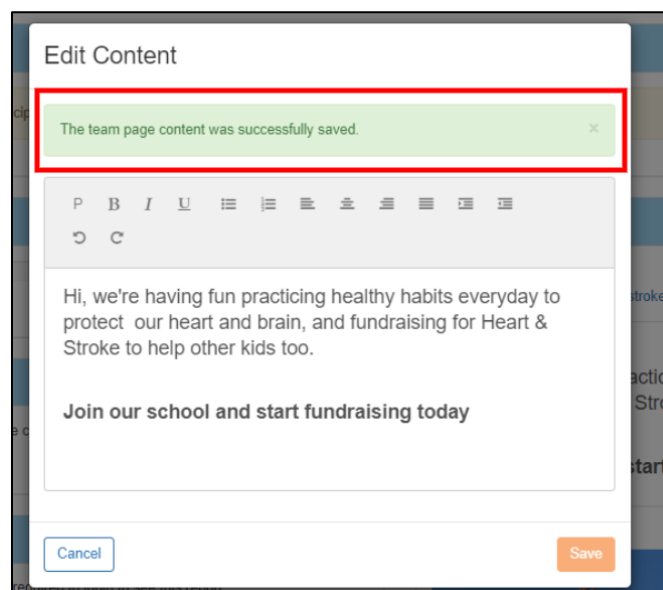 Edit Content
The team page content was successfully saved.
×
P B I U
Hi, we're having fun practicing healthy habits everyday to
protect our heart and brain, and fundraising for Heart &
Stroke to help other kids too.
Join our school and start fundraising today
Cancel
Save